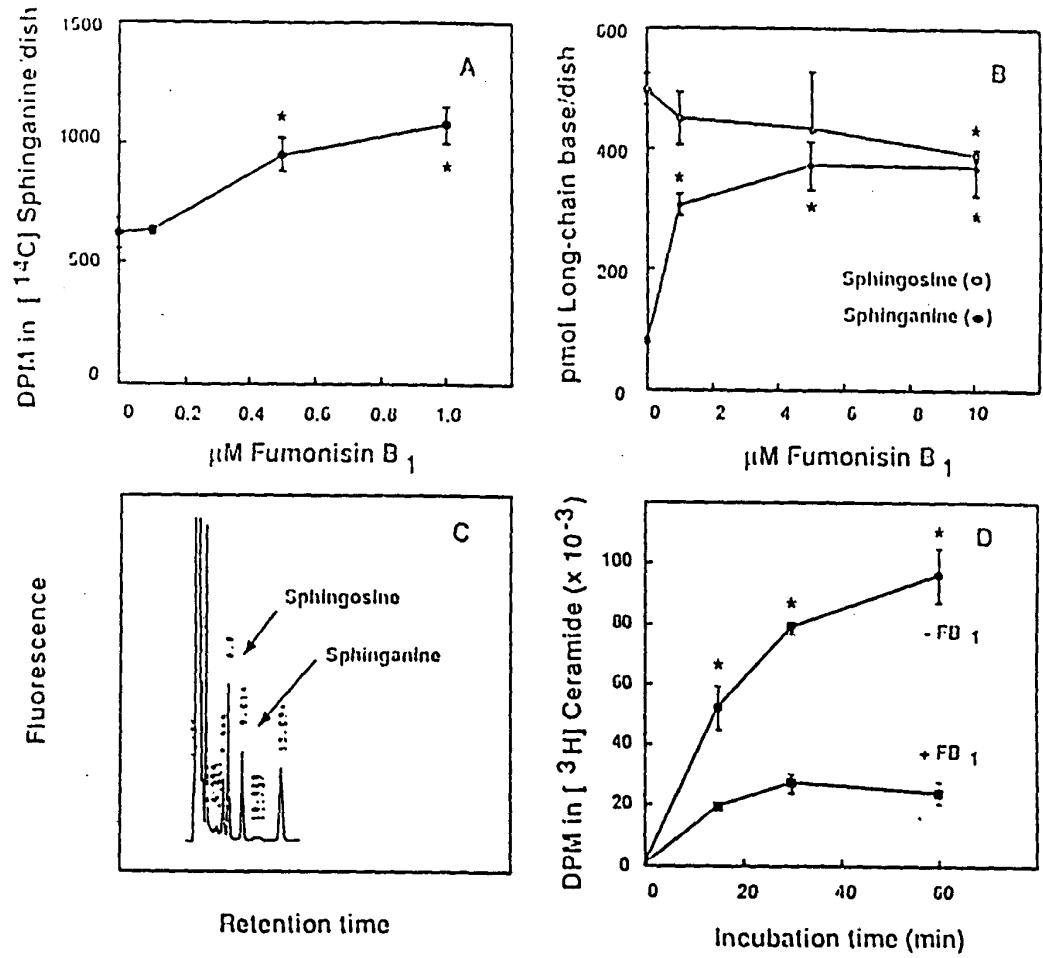 A
DPM in [ 14C] Sphinganine dish
1500
1000
500
0
*
*
0 0.2 0.4 0.6 0.8 1.0
μM Fumonisin B 1
B
pmol Long-chain base/dish
600
400
200
0
*
*
*
*
Sphingosine (o)
Sphinganine (•)
0 2 4 6 8 10
μM Fumonisin B 1
C
Fluorescence
Sphingosine
Sphinganine
Retention time
D
DPM in [ 3H] Ceramide (x 10-3)
100
80
60
40
20
0
*
*
*
- FB 1
+ FB 1
0 20 40 60
Incubation time (min)